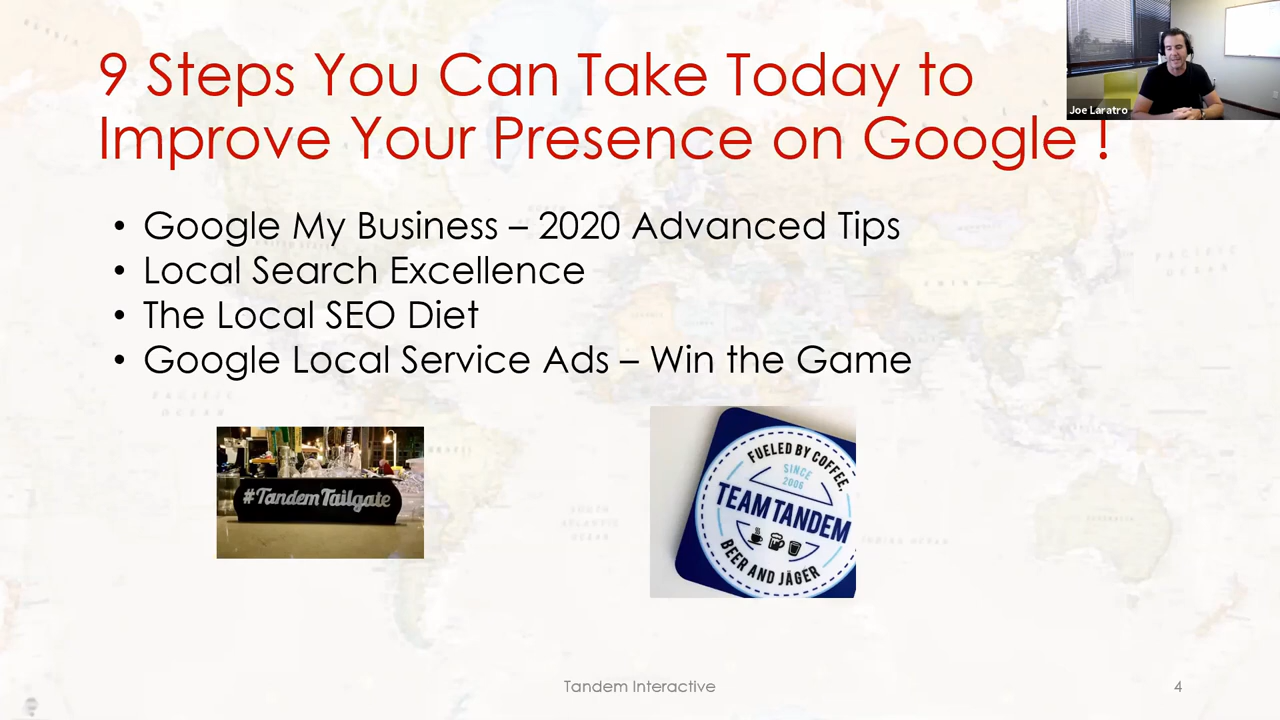 9 Steps You Can Take Today to
Improve Your Presence on Google !
Joe Laratro
• Google My Business – 2020 Advanced Tips
• Local Search Excellence
• The Local SEO Diet
• Google Local Service Ads – Win the Game
#TandemTailgate
FUELED BY COFFEE,
SINCE
2006
TEAM TANDEM
BEER AND JÄGER
Tandem Interactive
4